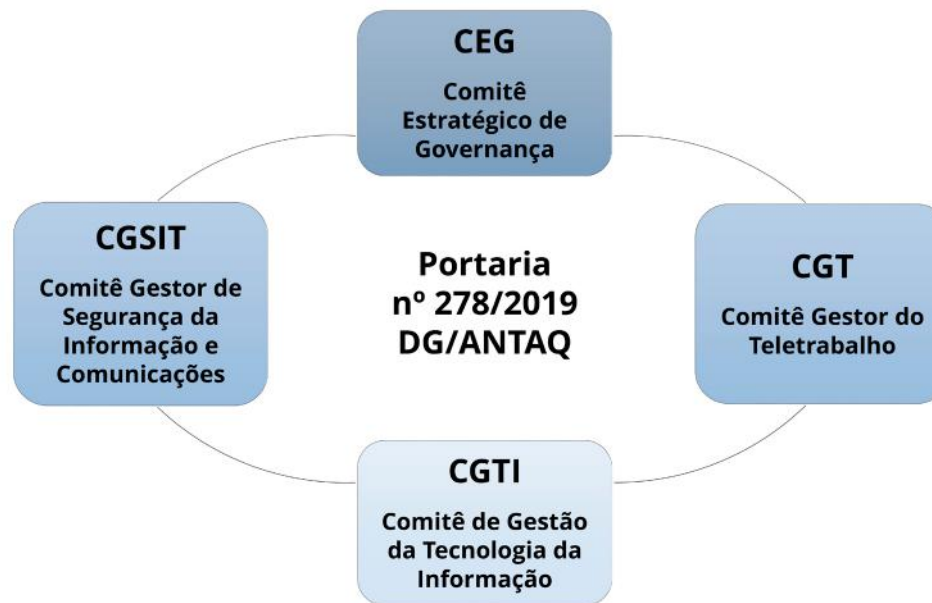 CEG
Comitê
Estratégico de
Governança
CGSIT
Comitê Gestor de
Segurança da
Informação e
Comunicações
Portaria
nº 278/2019
DG/ANTAQ
CGT
Comitê Gestor do
Teletrabalho
CGTI
Comitê de Gestão
da Tecnologia da
Informação